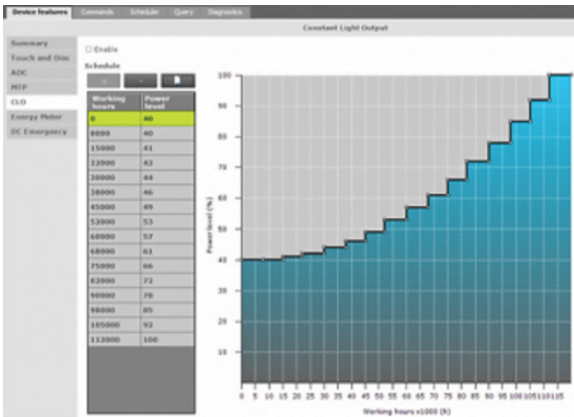 Device features Commands Scheduler Query Diagnostics
Constant Light Output
Summary
Touch and Dim
ADC
MTP
CLO
Energy Meter
DC Emergency
Enable
Schedule
+ -
Working hours Power level
0 40
8000 40
15000 41
22000 42
30000 44
38000 46
45000 49
52000 53
60000 57
68000 61
75000 66
82000 72
90000 78
98000 85
105000 92
112000 100
Power level (%)
100
90
80
70
60
50
40
30
20
10
0 5 10 15 20 25 30 35 40 45 50 55 60 65 70 75 80 85 90 95 100 105 110 115
Working hours x1000 (h)